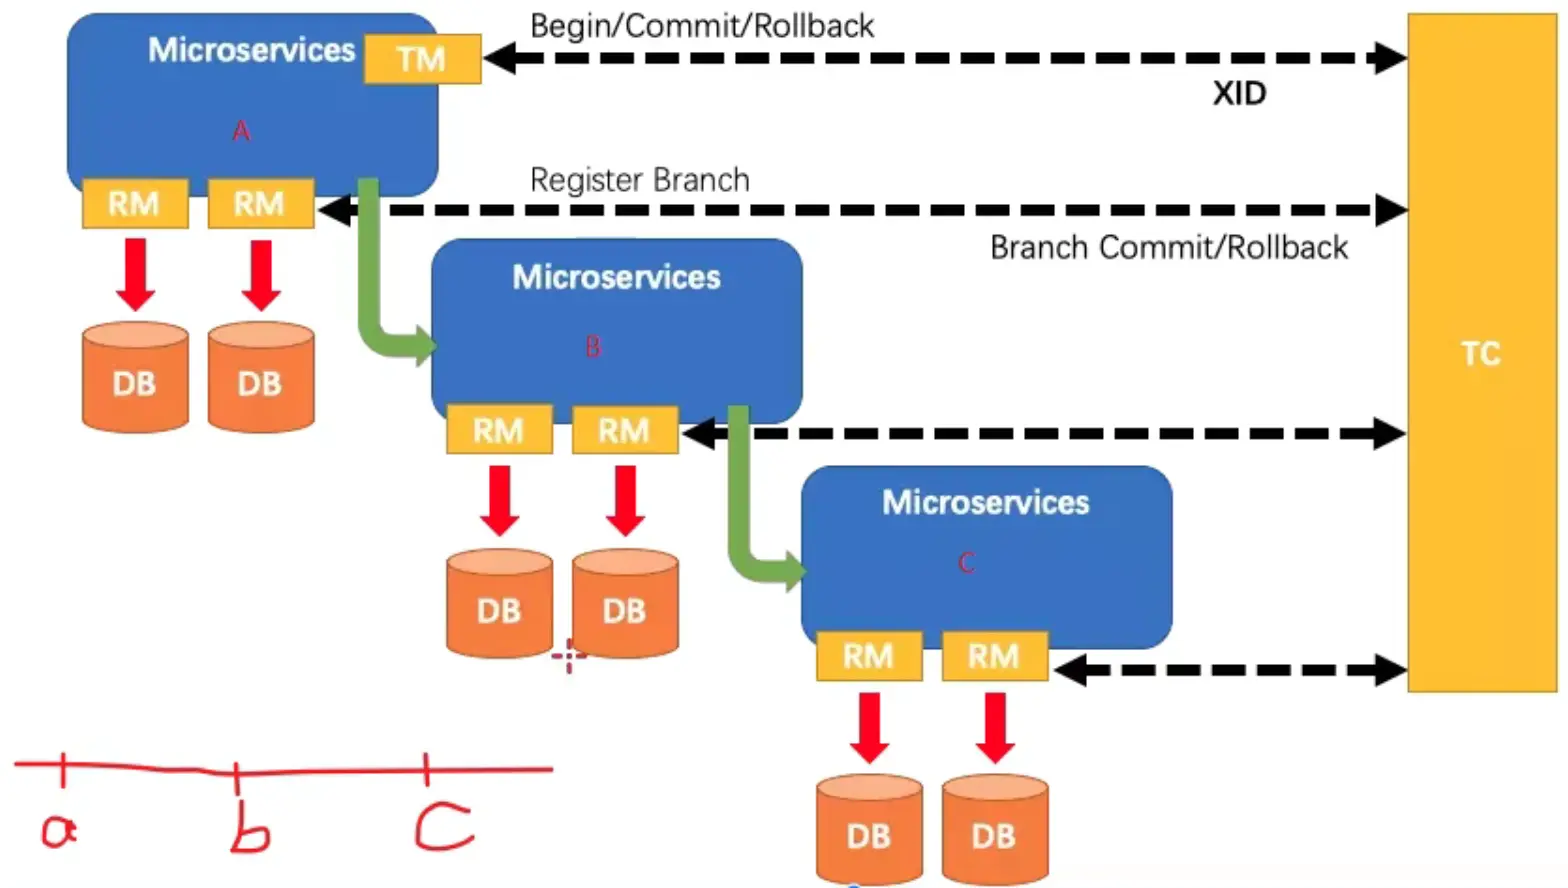 Begin/Commit/Rollback
Microservices
TM
XID
A
Register Branch
RM
RM
Branch Commit/Rollback
Microservices
B
TC
DB
DB
RM
RM
Microservices
C
DB
DB
RM
RM
a
b
c
DB
DB